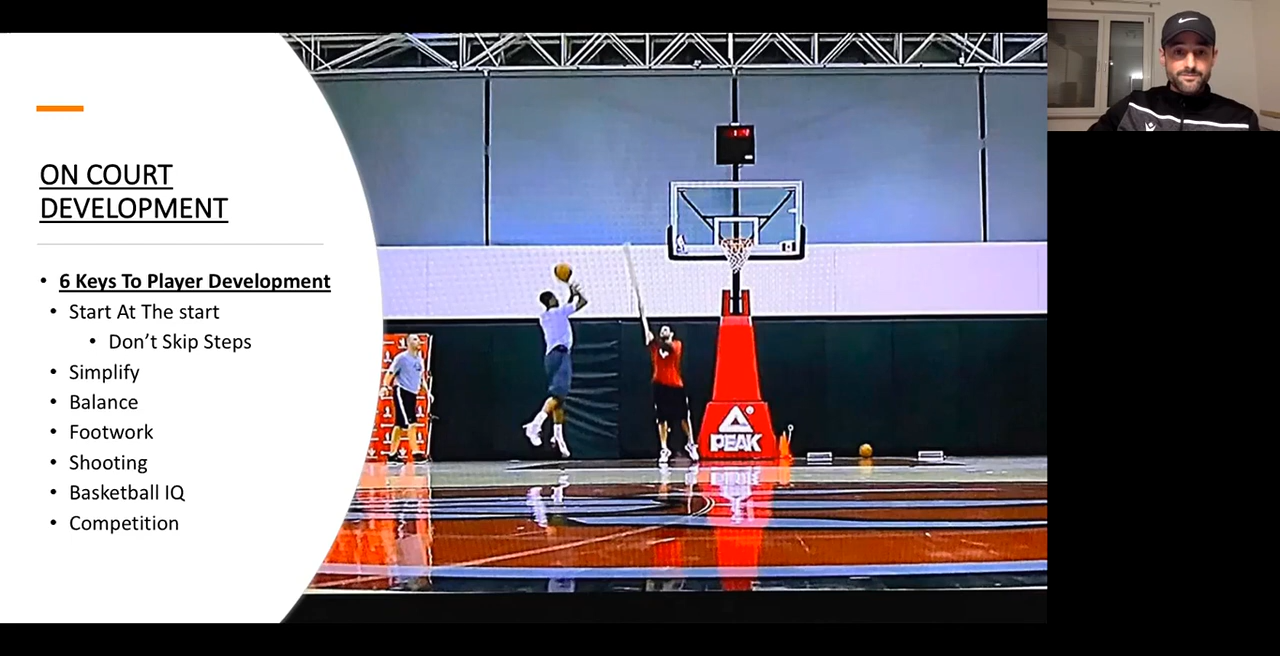 ON COURT
DEVELOPMENT
• 6 Keys To Player Development
• Start At The start
• Don’t Skip Steps
• Simplify
• Balance
• Footwork
• Shooting
• Basketball IQ
• Competition
PEAK